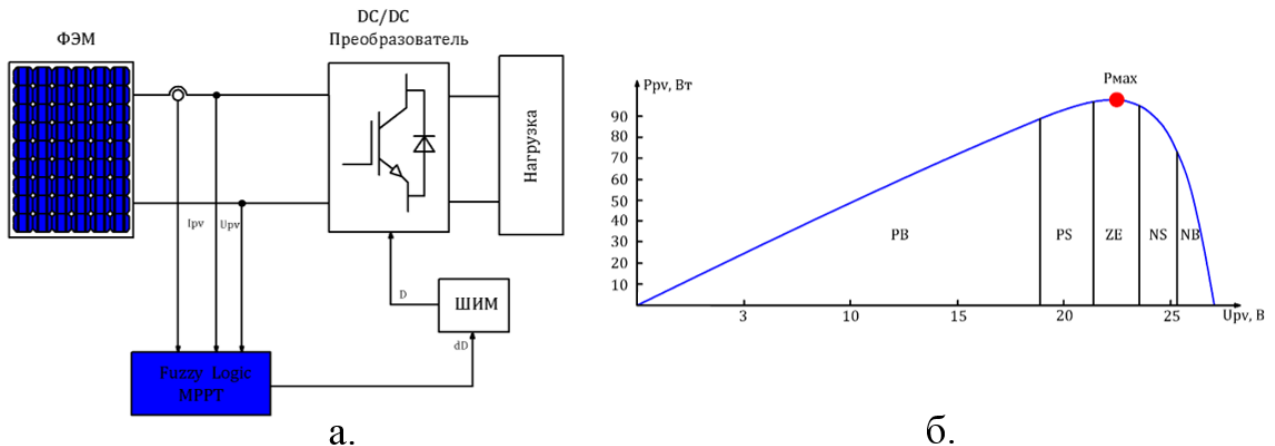 ФЭМ
DC/DC
Преобразователь
Нагрузка
Ipv
Upv
D
ШИМ
dD
Fuzzy Logic
MPPT
а.
Ppv, Вт
Pмах
90
80
70
60
50
40
30
20
10
PB
PS
ZE
NS
NB
3
10
15
20
25
Upv, В
б.